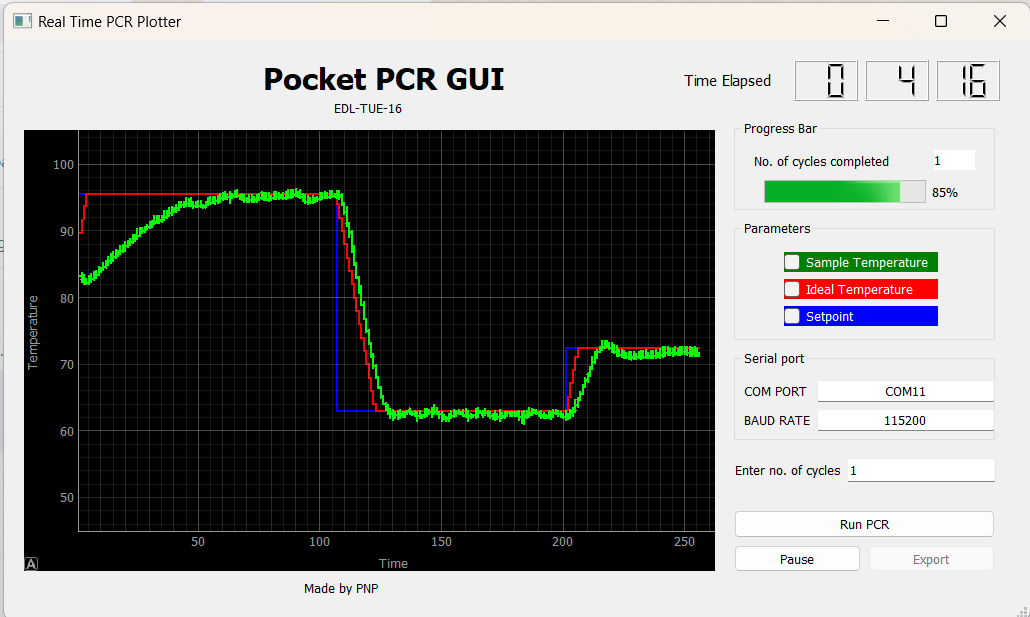 Real Time PCR Plotter
Pocket PCR GUI
EDL-TUE-16
Time Elapsed 0 4 16
Progress Bar
No. of cycles completed 1
85%
Parameters
Sample Temperature
Ideal Temperature
Setpoint
Serial port
COM PORT COM11
BAUD RATE 115200
Enter no. of cycles 1
Run PCR
Pause Export
Temperature
100
90
80
70
60
50
50 100 150 200 250
Time
A
Made by PNP